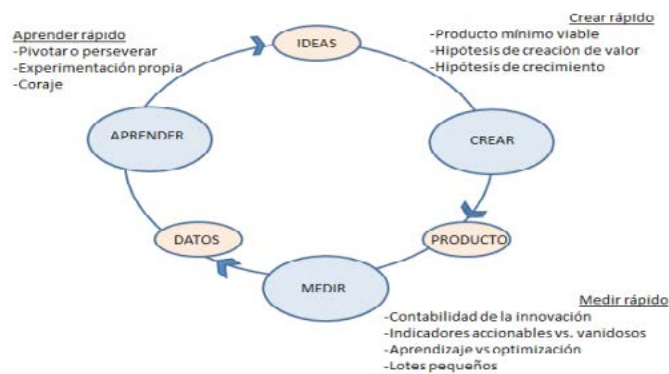 Aprender rápido
-Pivotar o perseverar
-Experimentación propia
-Coraje
IDEAS
Crear rápido
-Producto mínimo viable
-Hipótesis de creación de valor
-Hipótesis de crecimiento
APRENDER
CREAR
DATOS
PRODUCTO
MEDIR
Medir rápido
-Contabilidad de la innovación
-Indicadores accionables vs. vanidosos
-Aprendizaje vs optimización
-Lotes pequeños